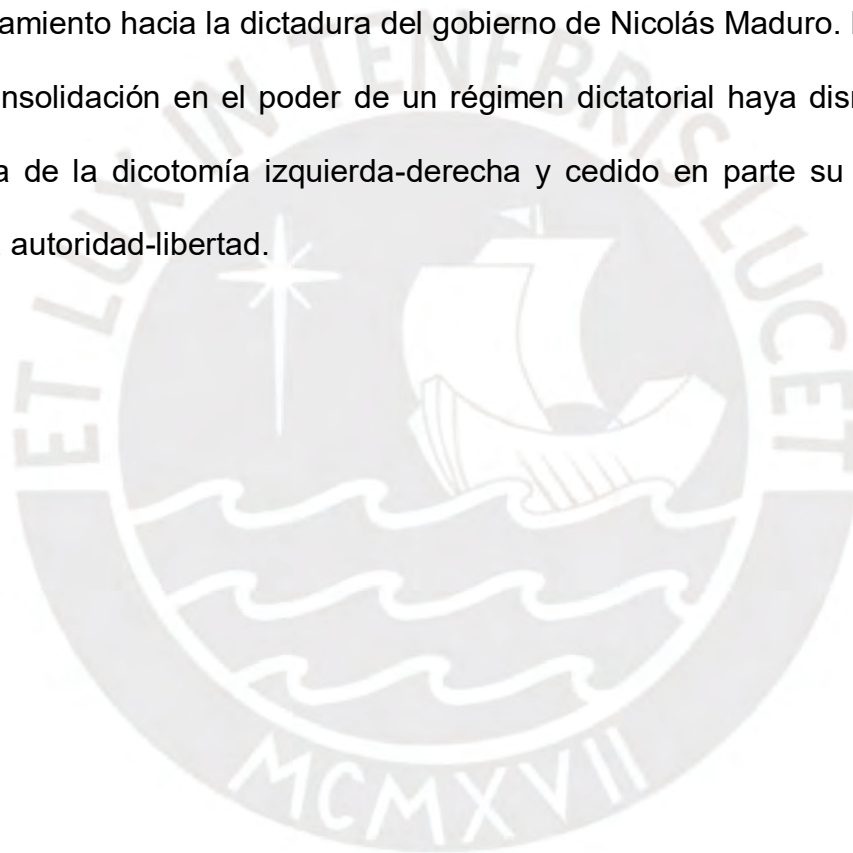 amiento hacia la dictadura del gobierno de Nicolás Maduro.
nsolidación en el poder de un régimen dictatorial haya
a de la dicotomía izquierda-derecha y cedido en parte su
autoridad-libertad.
ET LUX IN TENEBRIS LUCET
MCMXVII